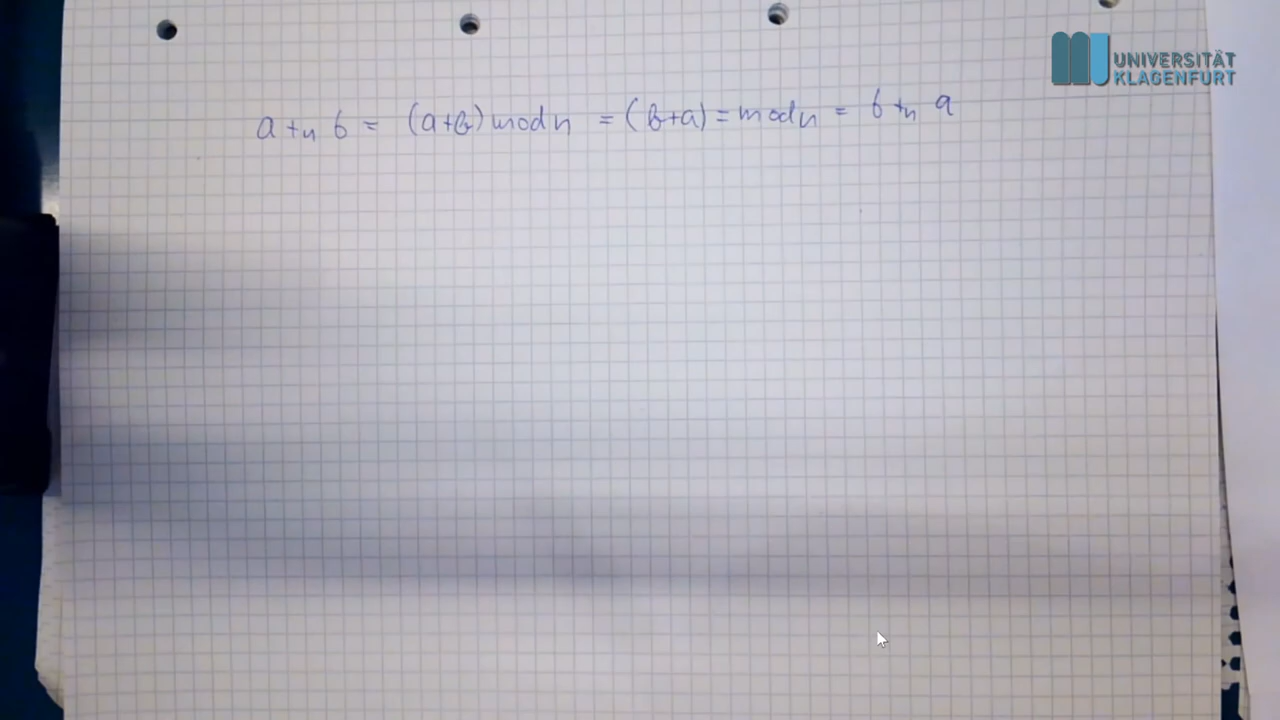 UNIVERSITÄT
KLAGENFURT
a +n b = (a+b) mod n = (b+a) = mod n = b +n a